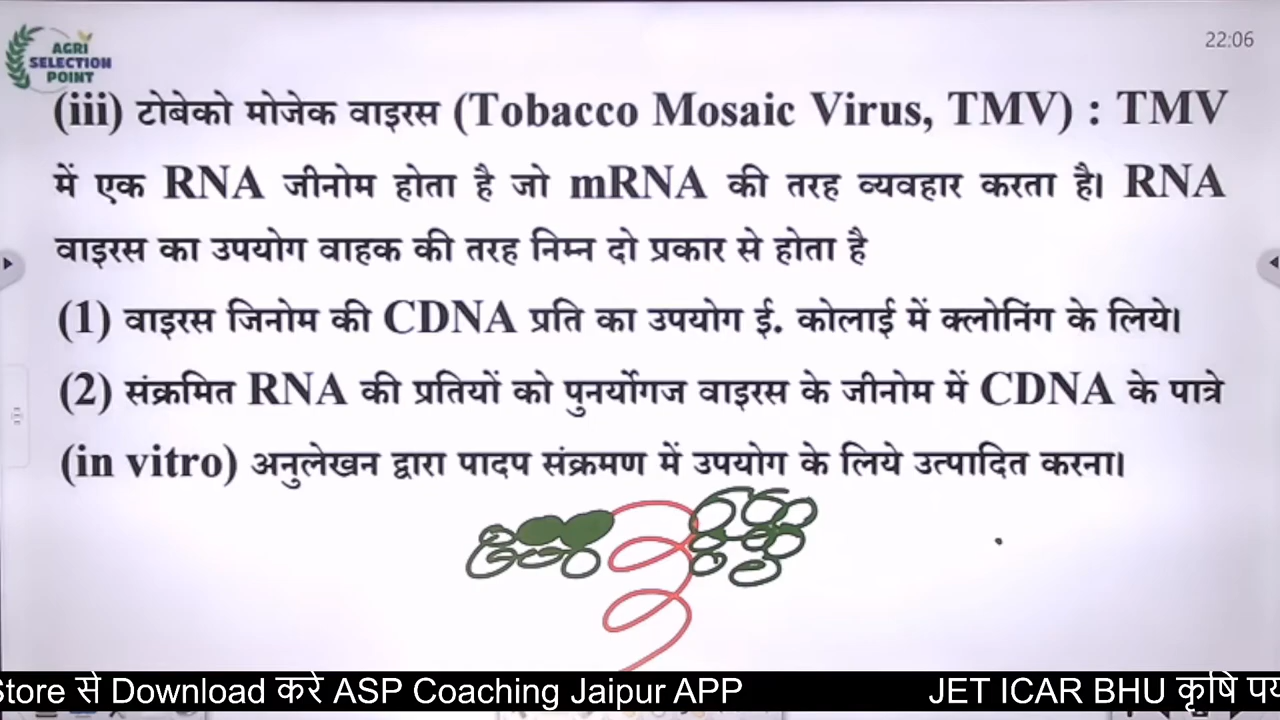 AGRI
SELECTION
POINT
22:06
(iii) टोबेको मोजेक वाइरस (Tobacco Mosaic Virus, TMV) : TMV
में एक RNA जीनोम होता है जो mRNA की तरह व्यवहार करता है। RNA
वाइरस का उपयोग वाहक की तरह निम्न दो प्रकार से होता है
(1) वाइरस जिनोम की CDNA प्रति का उपयोग ई. कोलाई में क्लोनिंग के लिये।
(2) संक्रमित RNA की प्रतियों को पुनर्योगज वाइरस के जीनोम में CDNA के पात्रे
(in vitro) अनुलेखन द्वारा पादप संक्रमण में उपयोग के लिये उत्पादित करना।
Store से Download करे ASP Coaching Jaipur APP JET ICAR BHU कृषि